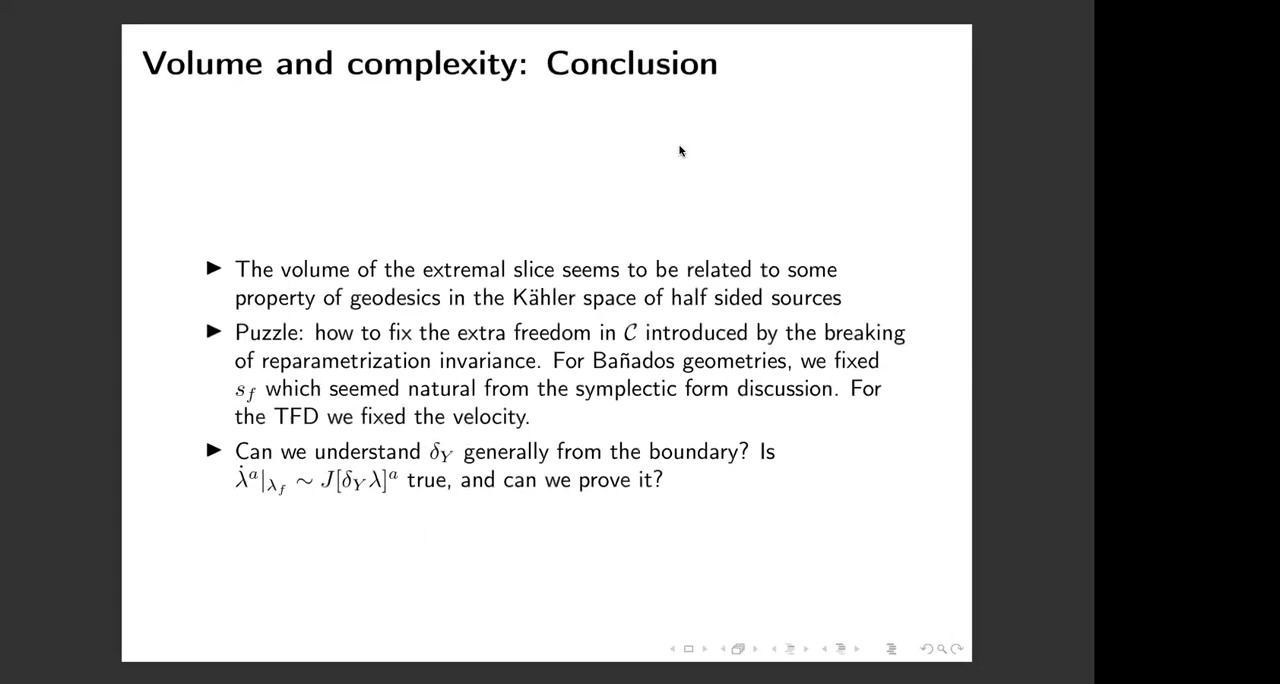 Volume and complexity: Conclusion
▶ The volume of the extremal slice seems to be related to some
property of geodesics in the Kähler space of half sided sources
▶ Puzzle: how to fix the extra freedom in 𝒞 introduced by the breaking
of reparametrization invariance. For Bañados geometries, we fixed
s_f which seemed natural from the symplectic form discussion. For
the TFD we fixed the velocity.
▶ Can we understand δ_Y generally from the boundary? Is
λ̇^a|_{λ_f} ∼ J[δ_Y λ]^a true, and can we prove it?